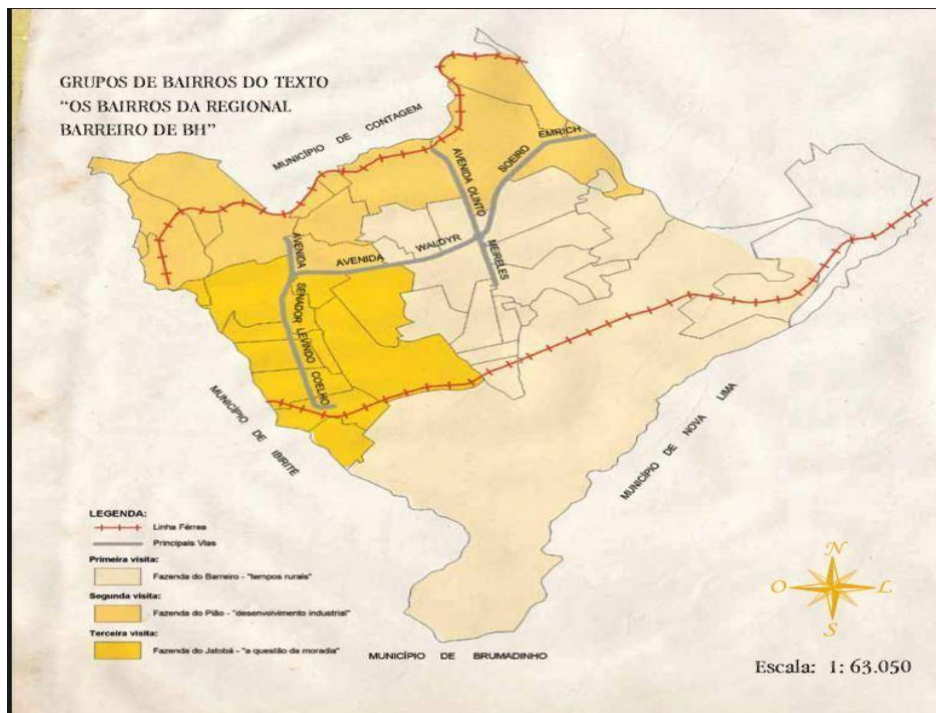 GRUPOS DE BAIRROS DO TEXTO
"OS BAIRROS DA REGIONAL
BARREIRO DE BH"
MUNICÍPIO DE CONTAGEM
AVENIDA OLINTO MEIRELES
SOEIRO EMRICH
AVENIDA WALDYR
AVENIDA SENADOR LEVINDO COELHO
MUNICÍPIO DE IBIRITÉ
MUNICÍPIO DE NOVA LIMA
LEGENDA:
Linha Férrea
Principais Vias
Primeira visita:
Fazenda do Barreiro - "tempos rurais"
Segunda visita:
Fazenda do Pião - "desenvolvimento industrial"
Terceira visita:
Fazenda do Jatobá - "a questão da moradia"
MUNICÍPIO DE BRUMADINHO
N
O
L
S
Escala: 1: 63.050